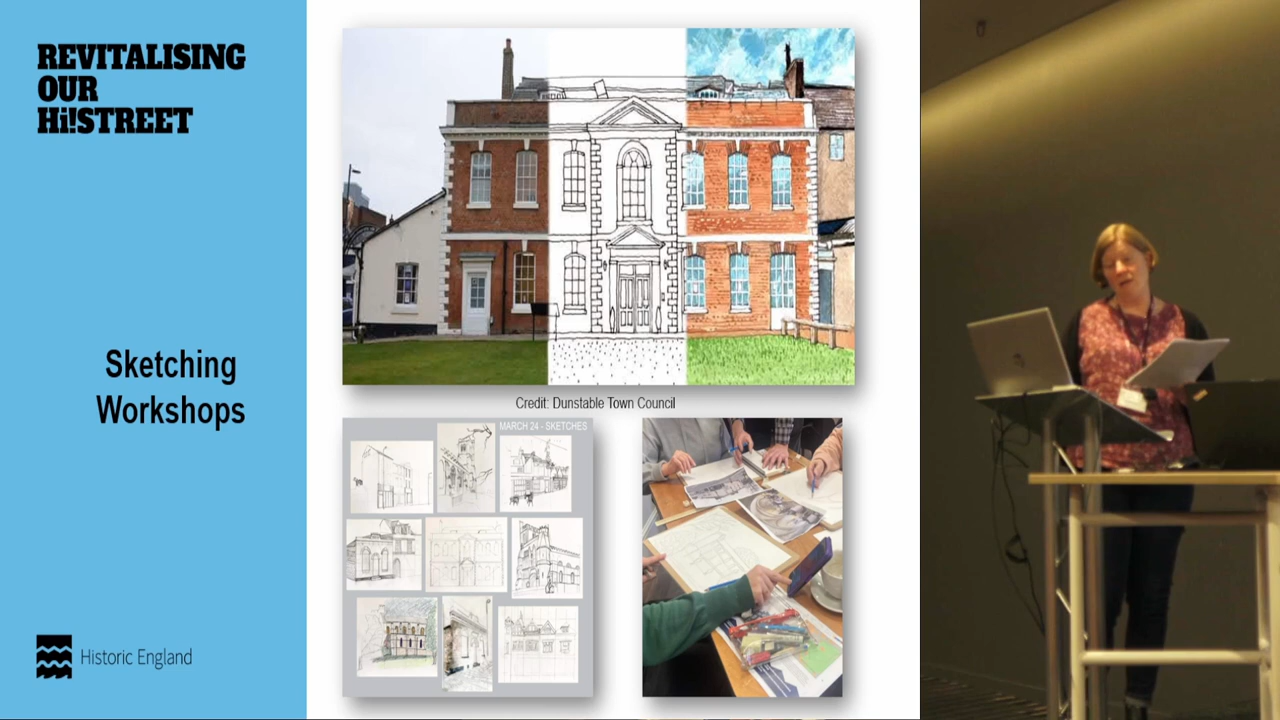 REVITALISING
OUR
Hi!STREET
Sketching
Workshops
Historic England
Credit: Dunstable Town Council
MARCH 24 - SKETCHES